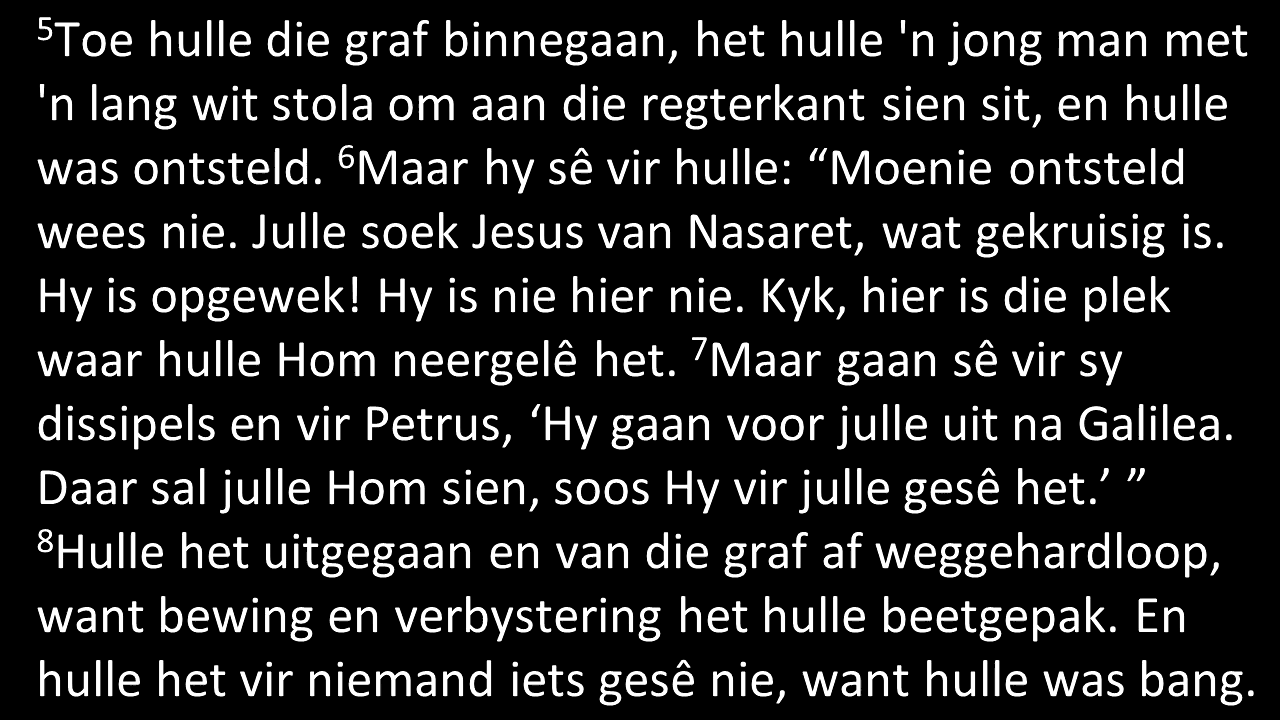 ⁵Toe hulle die graf binnegaan, het hulle 'n jong man met
'n lang wit stola om aan die regterkant sien sit, en hulle
was ontsteld. ⁶Maar hy sê vir hulle: “Moenie ontsteld
wees nie. Julle soek Jesus van Nasaret, wat gekruisig is.
Hy is opgewek! Hy is nie hier nie. Kyk, hier is die plek
waar hulle Hom neergelê het. ⁷Maar gaan sê vir sy
dissipels en vir Petrus, ‘Hy gaan voor julle uit na Galilea.
Daar sal julle Hom sien, soos Hy vir julle gesê het.’ ”
⁸Hulle het uitgegaan en van die graf af weggehardloop,
want bewing en verbystering het hulle beetgepak. En
hulle het vir niemand iets gesê nie, want hulle was bang.